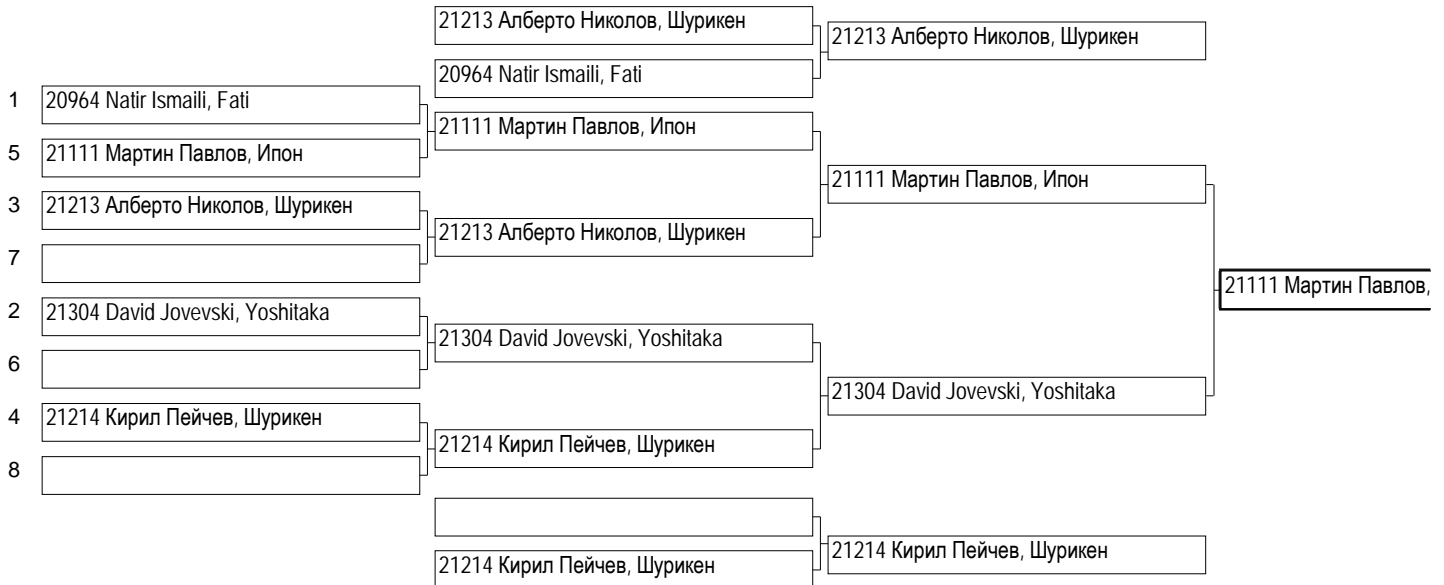 21213 Алберто Николов, Шурикен
21213 Алберто Николов, Шурикен
20964 Natir Ismaili, Fati
1 20964 Natir Ismaili, Fati
21111 Мартин Павлов, Ипон
5 21111 Мартин Павлов, Ипон
21111 Мартин Павлов, Ипон
3 21213 Алберто Николов, Шурикен
21213 Алберто Николов, Шурикен
7
21111 Мартин Павлов,
2 21304 David Jovevski, Yoshitaka
21304 David Jovevski, Yoshitaka
6
21304 David Jovevski, Yoshitaka
4 21214 Кирил Пейчев, Шурикен
21214 Кирил Пейчев, Шурикен
8
21214 Кирил Пейчев, Шурикен
21214 Кирил Пейчев, Шурикен